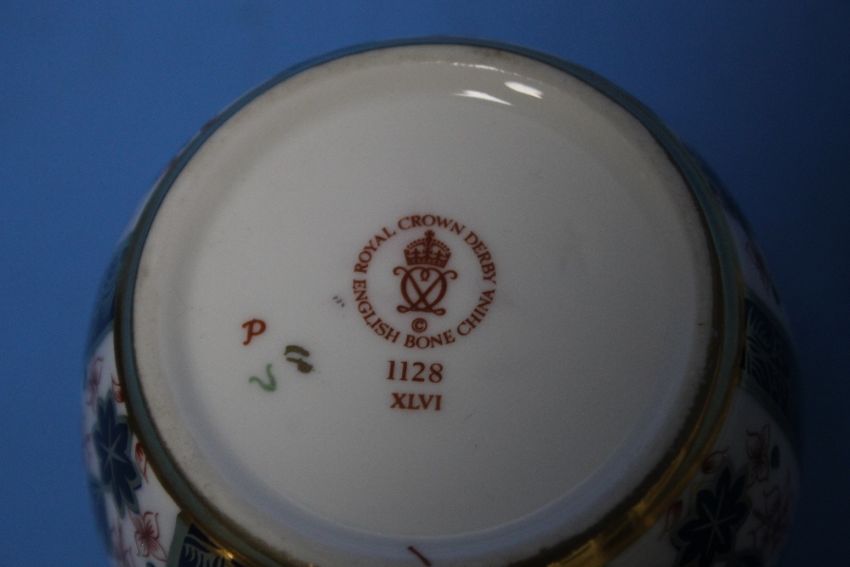 ROYAL CROWN DERBY
ENGLISH BONE CHINA
©
1128
XLVI
P